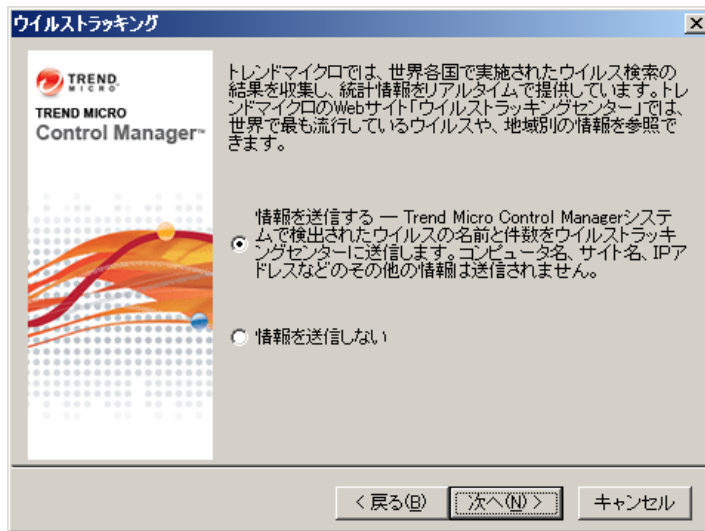 ウイルストラッキング
TREND
MICRO
TREND MICRO
Control Manager™
トレンドマイクロでは、世界各国で実施されたウイルス検索の
結果を収集し、統計情報をリアルタイムで提供しています。トレ
ンドマイクロのWebサイト「ウイルストラッキングセンター」では、
世界で最も流行しているウイルスや、地域別の情報を参照で
きます。
情報を送信する — Trend Micro Control Managerシステ
ムで検出されたウイルスの名前と件数をウイルストラッキ
ングセンターに送信します。コンピュータ名、サイト名、IPア
ドレスなどのその他の情報は送信されません。
情報を送信しない
< 戻る(B)
次へ(N) >
キャンセル